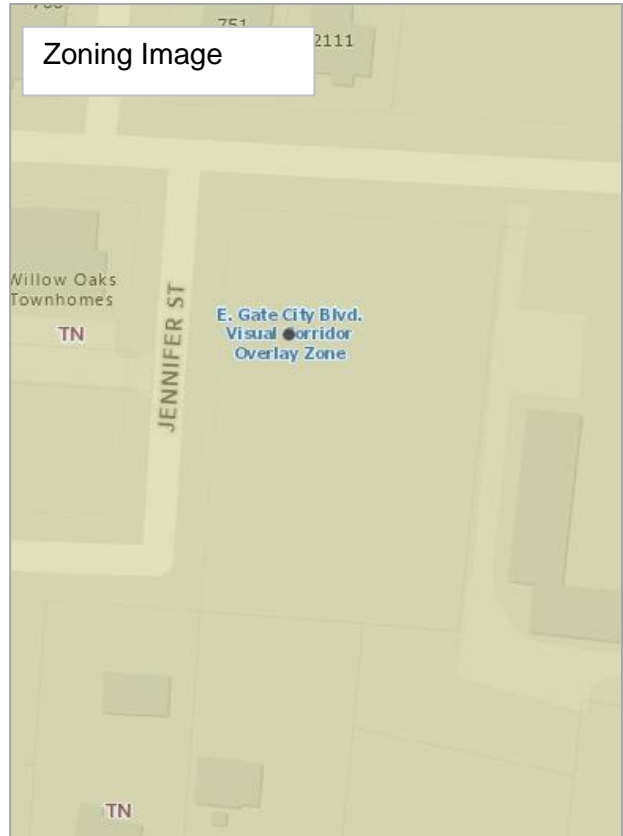 751
Zoning Image
2111
Willow Oaks
Townhomes
TN
JENNIFER ST
E. Gate City Blvd.
Visual Corridor
Overlay Zone
TN